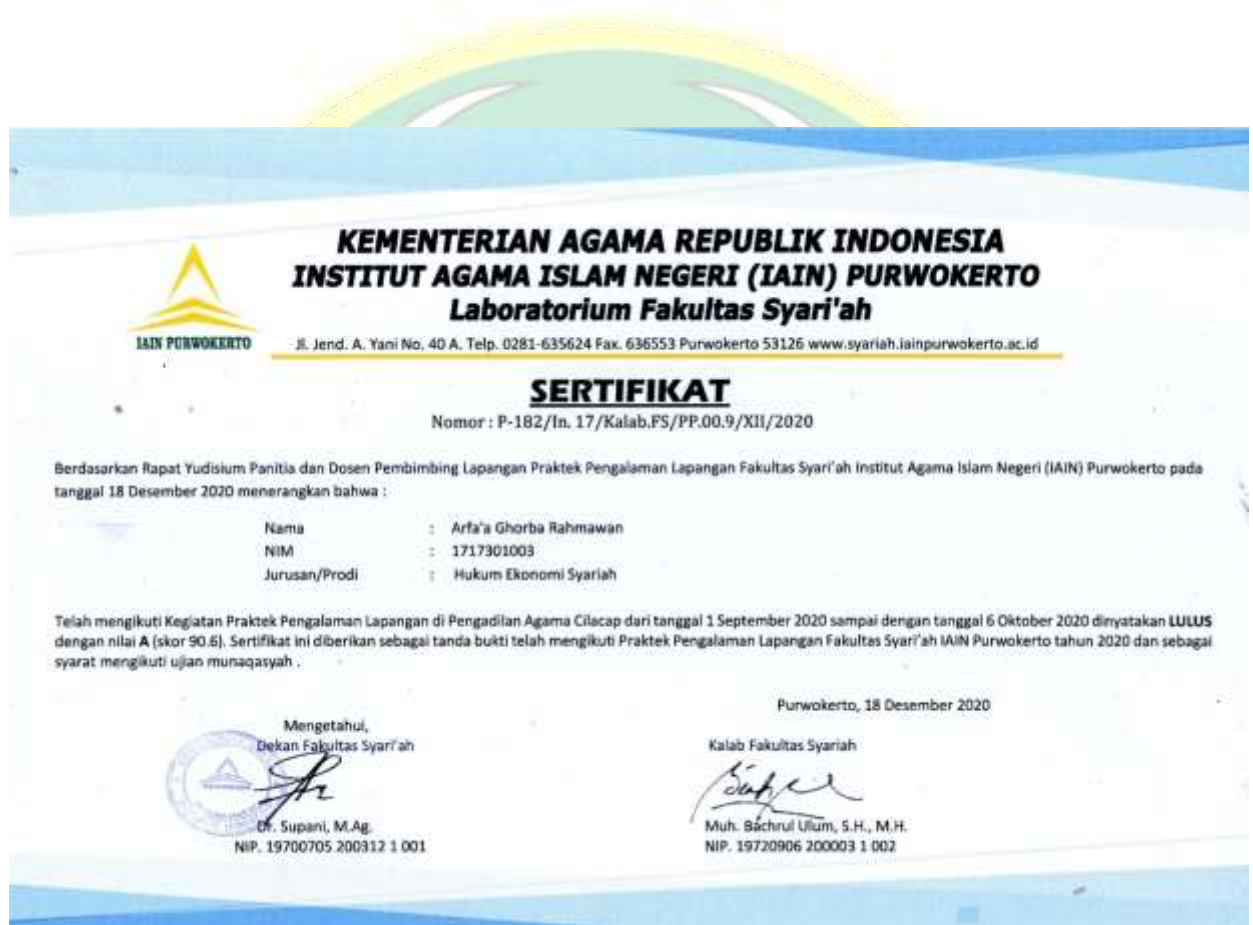 KEMENTERIAN AGAMA REPUBLIK INDONESIA
INSTITUT AGAMA ISLAM NEGERI (IAIN) PURWOKERTO
Laboratorium Fakultas Syari'ah
IAIN PURWOKERTO
Jl. Jend. A. Yani No. 40 A. Telp. 0281-635624 Fax. 636553 Purwokerto 53126 www.syariah.iainpurwokerto.ac.id
SERTIFIKAT
Nomor : P-182/In. 17/Kalab.FS/PP.00.9/XII/2020
Berdasarkan Rapat Yudisium Panitia dan Dosen Pembimbing Lapangan Praktek Pengalaman Lapangan Fakultas Syari'ah Institut Agama Islam Negeri (IAIN) Purwokerto pada
tanggal 18 Desember 2020 menerangkan bahwa :
Nama : Arfa'a Ghorba Rahmawan
NIM : 1717301003
Jurusan/Prodi : Hukum Ekonomi Syariah
Telah mengikuti Kegiatan Praktek Pengalaman Lapangan di Pengadilan Agama Cilacap dari tanggal 1 September 2020 sampai dengan tanggal 6 Oktober 2020 dinyatakan LULUS
dengan nilai A (skor 90.6). Sertifikat ini diberikan sebagai tanda bukti telah mengikuti Praktek Pengalaman Lapangan Fakultas Syari'ah IAIN Purwokerto tahun 2020 dan sebagai
syarat mengikuti ujian munaqasyah .
Purwokerto, 18 Desember 2020
Mengetahui,
Dekan Fakultas Syari'ah
Dr. Supani, M.Ag.
NIP. 19700705 200312 1 001
Kalab Fakultas Syariah
Muh. Bachrul Ulum, S.H., M.H.
NIP. 19720906 200003 1 002